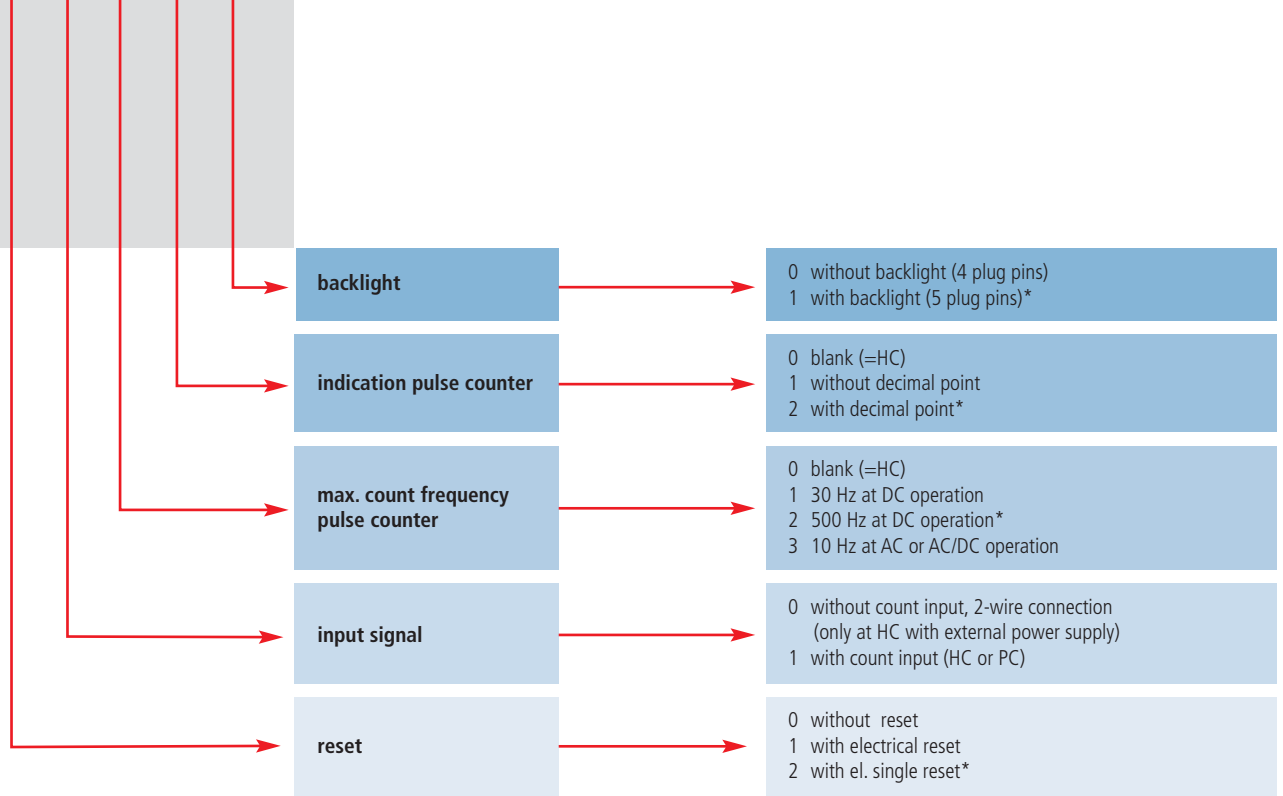 backlight
0 without backlight (4 plug pins)
1 with backlight (5 plug pins)*
indication pulse counter
0 blank (=HC)
1 without decimal point
2 with decimal point*
max. count frequency
pulse counter
0 blank (=HC)
1 30 Hz at DC operation
2 500 Hz at DC operation*
3 10 Hz at AC or AC/DC operation
input signal
0 without count input, 2-wire connection
(only at HC with external power supply)
1 with count input (HC or PC)
reset
0 without reset
1 with electrical reset
2 with el. single reset*